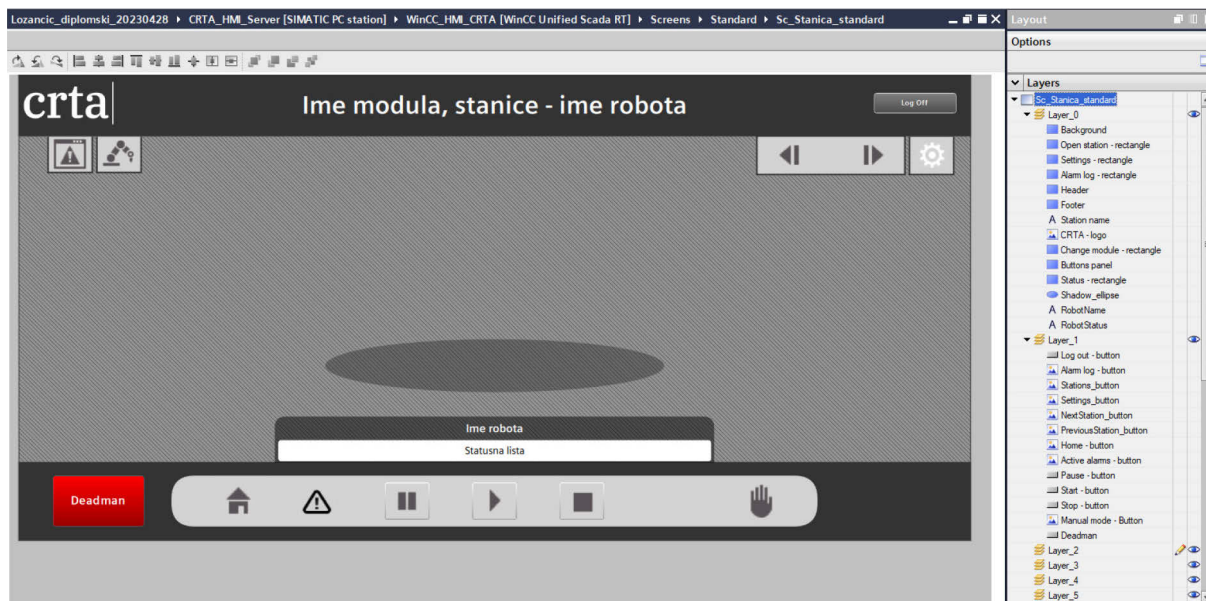 Lozancic_diplomski_20230428 ▸ CRTA_HMI_Server [SIMATIC PC station] ▸ WinCC_HMI_CRTA [WinCC Unified Scada RT] ▸ Screens ▸ Standard ▸ Sc_Stanica_standard
crta
Ime modula, stanice - ime robota
Log Off
Ime robota
Statusna lista
Deadman
Layout
Options
Layers
Sc_Stanica_standard
Layer_0
Background
Open station - rectangle
Settings - rectangle
Alarm log - rectangle
Header
Footer
A Station name
CRTA - logo
Change module - rectangle
Buttons panel
Status - rectangle
Shadow_ellipse
A RobotName
A RobotStatus
Layer_1
Log out - button
Alarm log - button
Stations_button
Settings_button
NextStation_button
PreviousStation_button
Home - button
Active alarms - button
Pause - button
Start - button
Stop - button
Manual mode - Button
Deadman
Layer_2
Layer_3
Layer_4
Layer_5